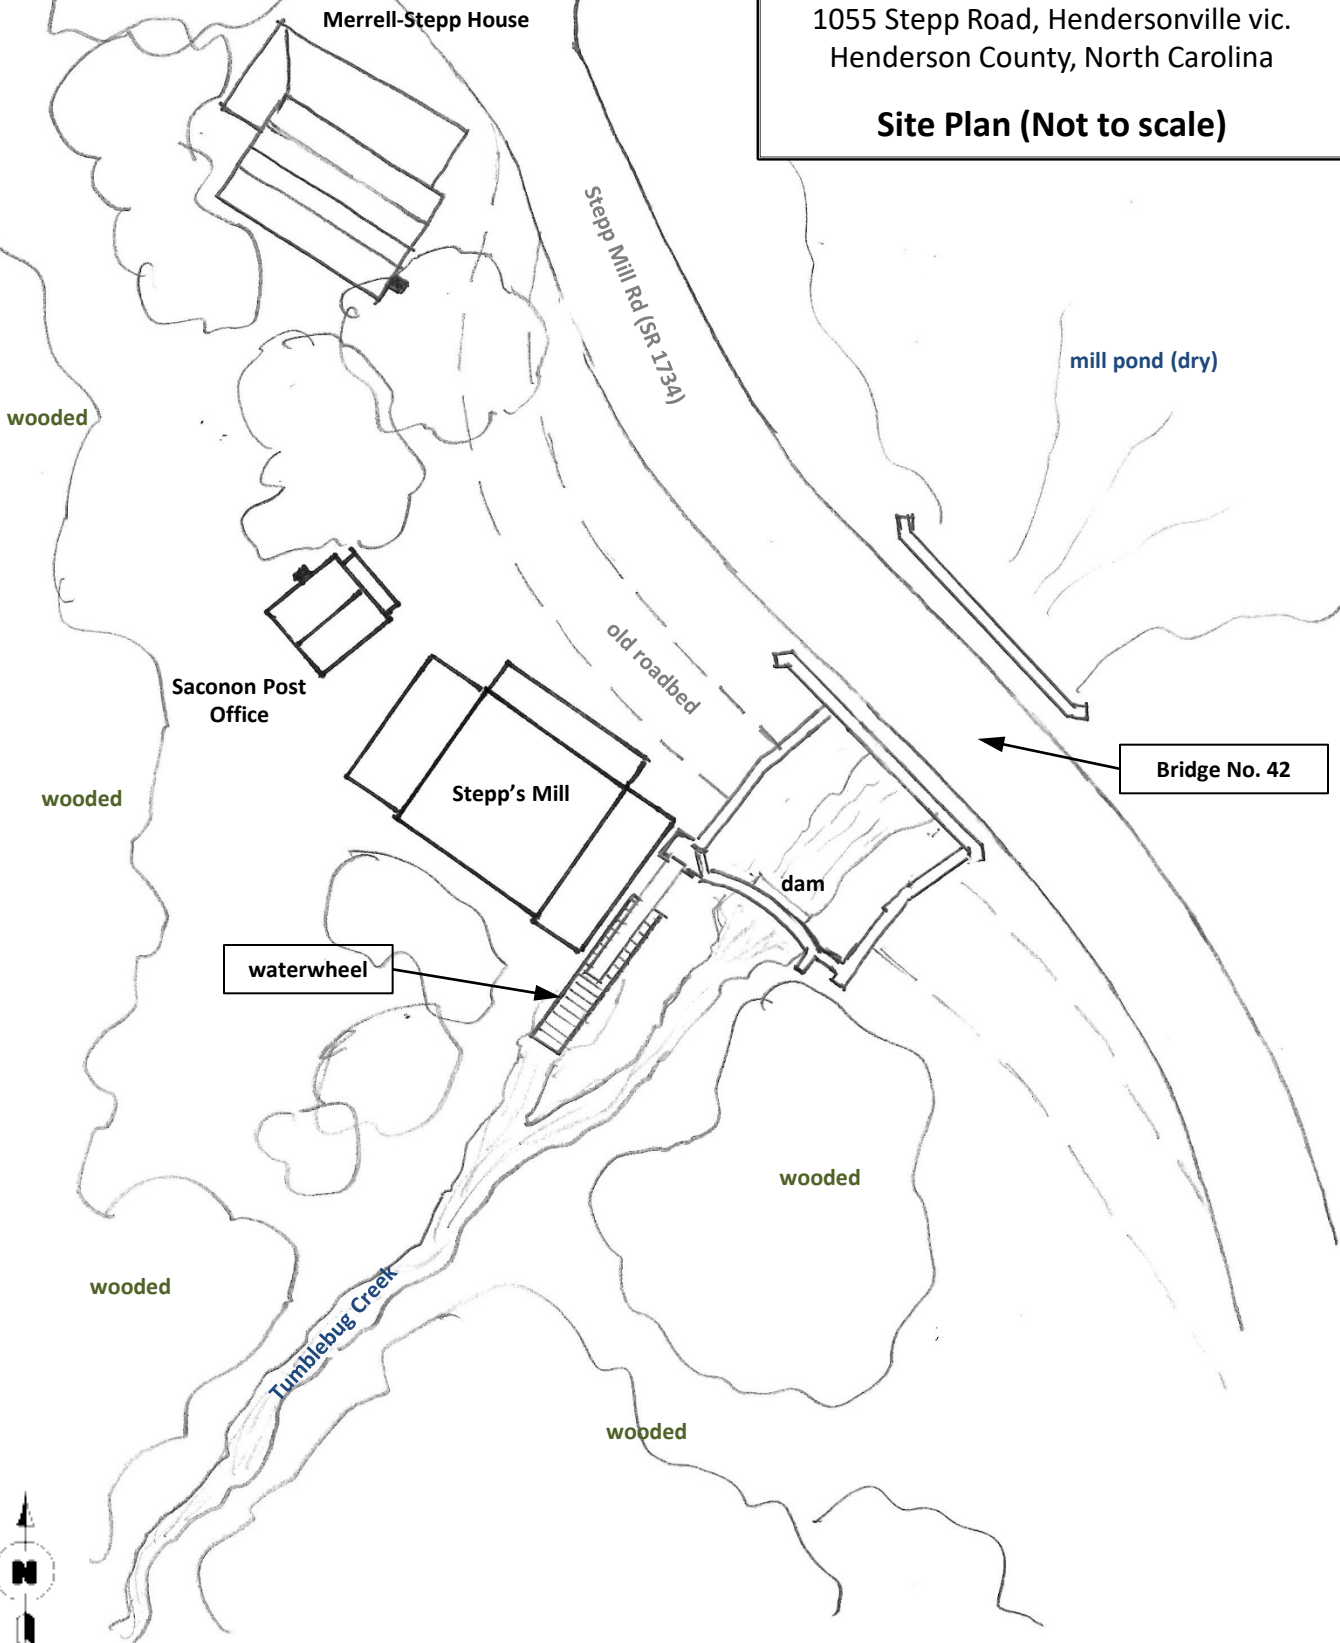 Merrell-Stepp House
1055 Stepp Road, Hendersonville vic.
Henderson County, North Carolina
Site Plan (Not to scale)
Stepp Mill Rd (SR 1734)
mill pond (dry)
wooded
old roadbed
Saconon Post
Office
Bridge No. 42
wooded
Stepp’s Mill
dam
waterwheel
wooded
wooded
Tumblebug Creek
wooded
N